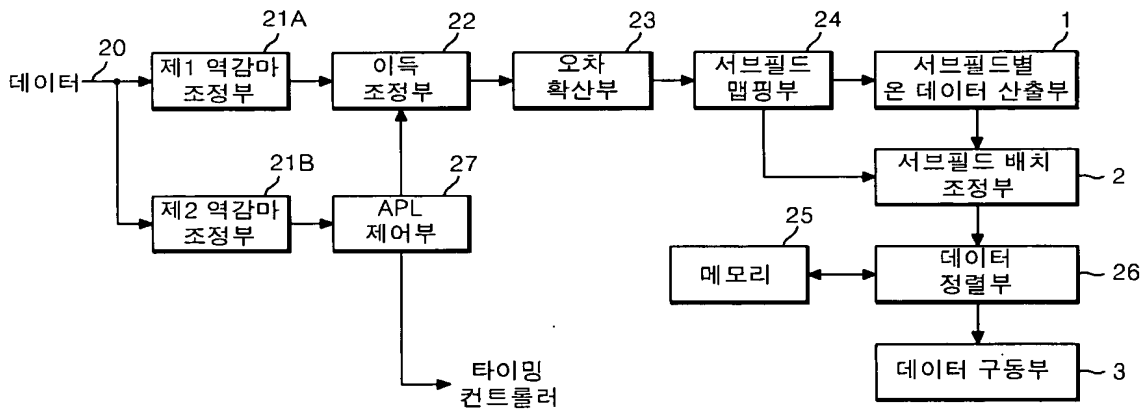 21A
22
23
24
1
20
데이터
제1 역감마
조정부
이득
조정부
오차
확산부
서브필드
맵핑부
서브필드별
온 데이터 산출부
21B
27
제2 역감마
조정부
APL
제어부
서브필드 배치
조정부
2
25
메모리
데이터
정렬부
26
타이밍
컨트롤러
데이터 구동부
3